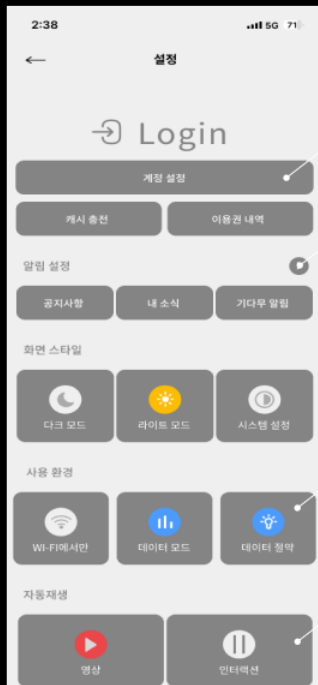 2:38 5G 71
설정
Login
계정 설정
캐시 충전 이용권 내역
알림 설정
공지사항 내 소식 기다무 알림
화면 스타일
다크 모드 라이트 모드 시스템 설정
사용 환경
WI-FI에서만 데이터 모드 데이터 절약
자동재생
영상 인터랙션